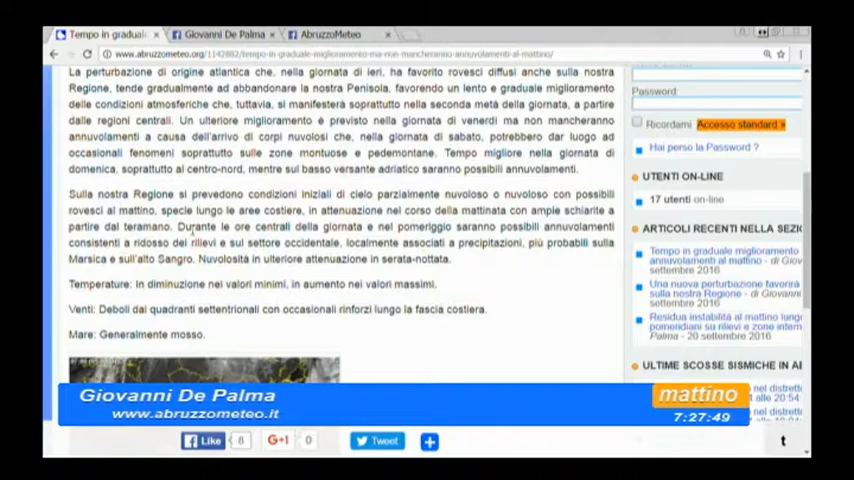 Tempo in gradual
Giovanni De Palma
AbruzzoMeteo
www.abruzzometeo.org/1142882/tempo-in-graduale-miglioramento-ma-non-mancheranno-annuvolamenti-al-mattino/
La perturbazione di origine atlantica che, nella giornata di ieri, ha favorito rovesci diffusi anche sulla nostra
Regione, tende gradualmente ad abbandonare la nostra Penisola, favorendo un lento e graduale miglioramento
delle condizioni atmosferiche che, tuttavia, si manifesterà soprattutto nella seconda metà della giornata, a partire
dalle regioni centrali. Un ulteriore miglioramento è previsto nella giornata di venerdì ma non mancheranno
annuvolamenti a causa dell'arrivo di corpi nuvolosi che, nella giornata di sabato, potrebbero dar luogo ad
occasionali fenomeni soprattutto sulle zone montuose e pedemontane. Tempo migliore nella giornata di
domenica, soprattutto al centro-nord, mentre sul basso versante adriatico saranno possibili annuvolamenti.
Sulla nostra Regione si prevedono condizioni iniziali di cielo parzialmente nuvoloso o nuvoloso con possibili
rovesci al mattino, specie lungo le aree costiere, in attenuazione nel corso della mattinata con ampie schiarite a
partire dal teramano. Durante le ore centrali della giornata e nel pomeriggio saranno possibili annuvolamenti
consistenti a ridosso dei rilievi e sul settore occidentale, localmente associati a precipitazioni, più probabili sulla
Marsica e sull'alto Sangro. Nuvolosità in ulteriore attenuazione in serata-nottata.
Temperature: In diminuzione nei valori minimi, in aumento nei valori massimi.
Venti: Deboli dai quadranti settentrionali con occasionali rinforzi lungo la fascia costiera.
Mare: Generalmente mosso.
Password
Ricordami Accesso standard »
Hai perso la Password ?
UTENTI ON-LINE
17 utenti on-line
ARTICOLI RECENTI NELLA SEZIO
Tempo in graduale miglioramento
annuvolamenti al mattino - di Giov
settembre 2016
Una nuova perturbazione favorirà
sulla nostra Regione - di Giovanni
settembre 2016
Residua instabilità al mattino lungo
pomeridiani su rilievi e zone intern
Palma - 20 settembre 2016
ULTIME SCOSSE SISMICHE IN AB
nel distrett
alle 20:54
nel distrett
Giovanni De Palma
www.abruzzometeo.it
mattino
7:27:49
Like 8
G+1 0
Tweet
t